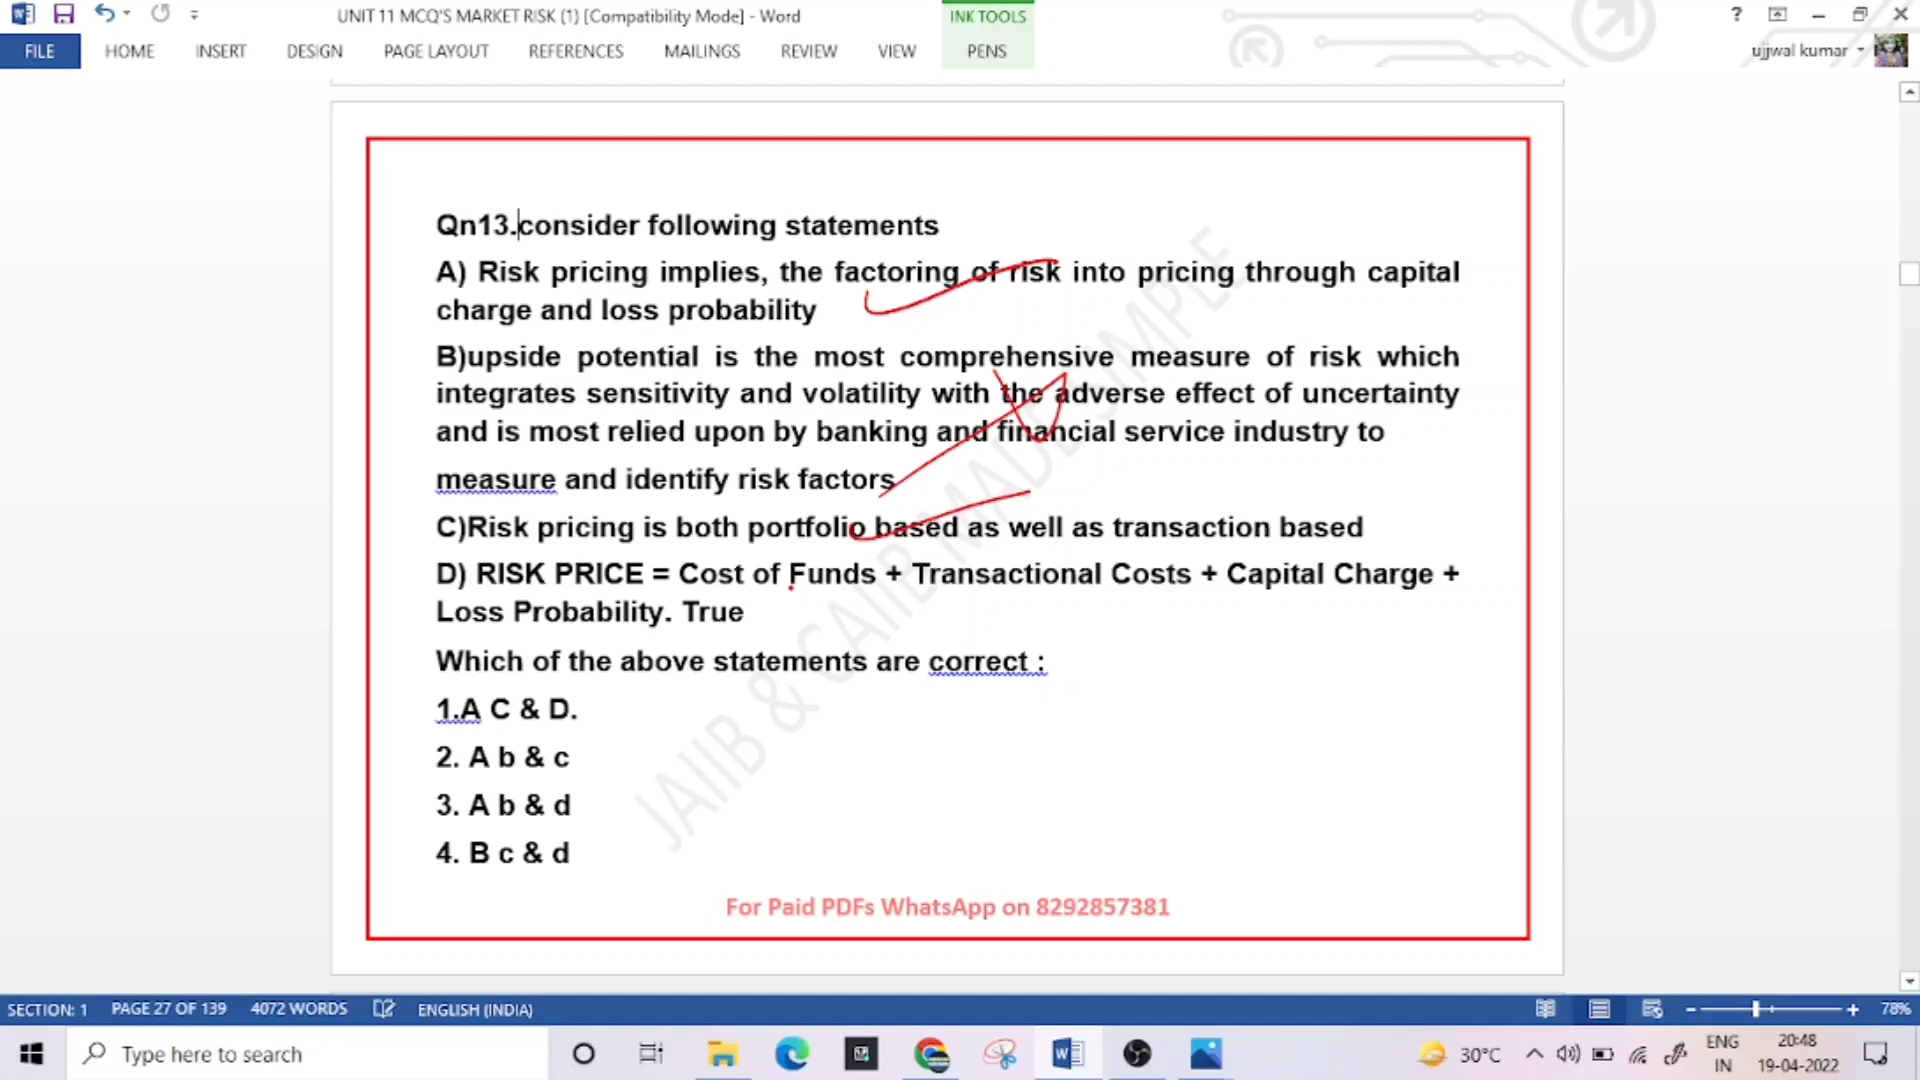 UNIT 11 MCQ'S MARKET RISK (1) [Compatibility Mode] - Word
INK TOOLS
?
FILE HOME INSERT DESIGN PAGE LAYOUT REFERENCES MAILINGS REVIEW VIEW PENS
ujjwal kumar
Qn13.consider following statements
A) Risk pricing implies, the factoring of risk into pricing through capital
charge and loss probability
B)upside potential is the most comprehensive measure of risk which
integrates sensitivity and volatility with the adverse effect of uncertainty
and is most relied upon by banking and financial service industry to
measure and identify risk factors
C)Risk pricing is both portfolio based as well as transaction based
D) RISK PRICE = Cost of Funds + Transactional Costs + Capital Charge +
Loss Probability. True
Which of the above statements are correct :
1.A C & D.
2. A b & c
3. A b & d
4. B c & d
JAIIB & CAIIB MADE SIMPLE
For Paid PDFs WhatsApp on 8292857381
SECTION: 1 PAGE 27 OF 139 4072 WORDS ENGLISH (INDIA) 78%
Type here to search
30°C
ENG
IN
20:48
19-04-2022